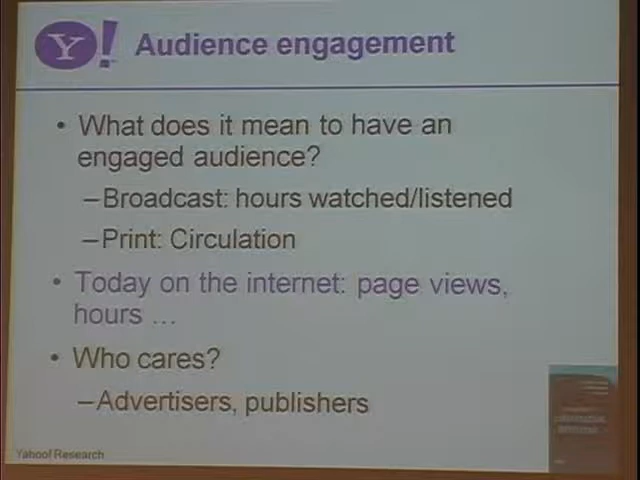 Y! Audience engagement
• What does it mean to have an
engaged audience?
–Broadcast: hours watched/listened
–Print: Circulation
• Today on the internet: page views,
hours ...
• Who cares?
–Advertisers, publishers
Yahoo! Research